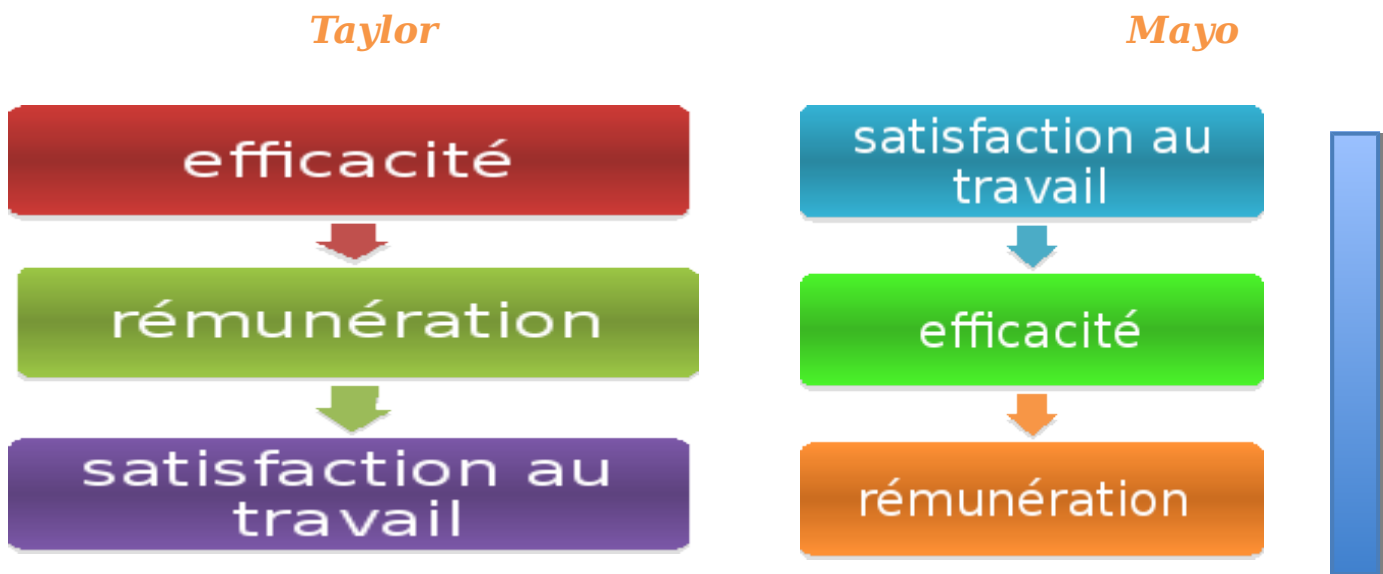 Taylor
efficacité
rémunération
satisfaction au
travail
Mayo
satisfaction au
travail
efficacité
rémunération